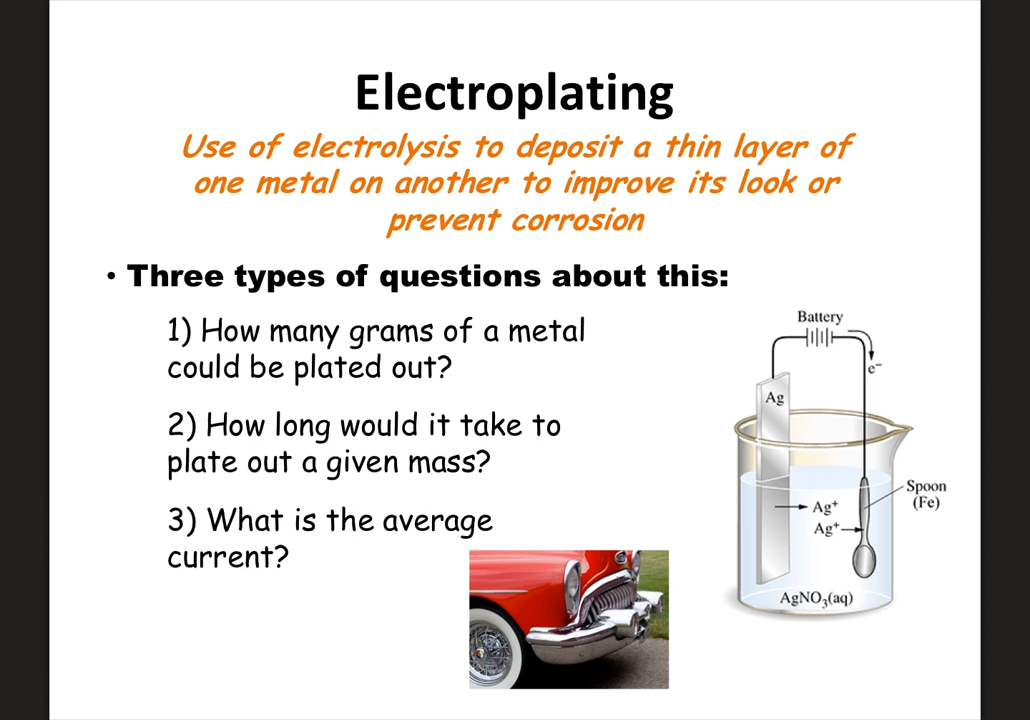 Electroplating
Use of electrolysis to deposit a thin layer of
one metal on another to improve its look or
prevent corrosion
• Three types of questions about this:
1) How many grams of a metal
could be plated out?
2) How long would it take to
plate out a given mass?
3) What is the average
current?
Battery
e⁻
Ag
Spoon
(Fe)
Ag⁺
Ag⁺
AgNO₃(aq)